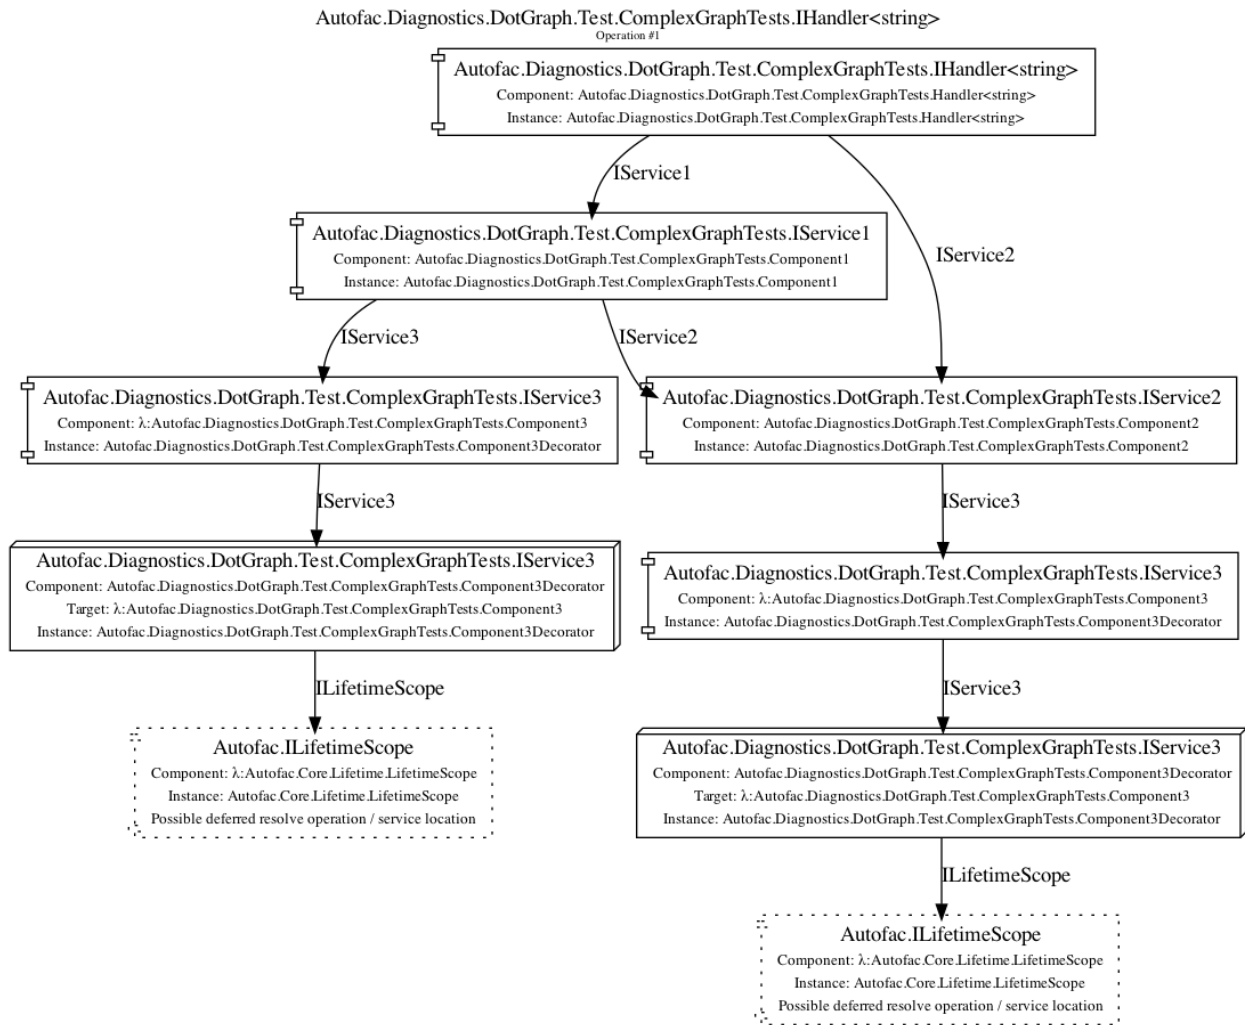 Autofac.Diagnostics.DotGraph.Test.ComplexGraphTests.IHandler<string>
Operation #1
Autofac.Diagnostics.DotGraph.Test.ComplexGraphTests.IHandler<string>
Component: Autofac.Diagnostics.DotGraph.Test.ComplexGraphTests.Handler<string>
Instance: Autofac.Diagnostics.DotGraph.Test.ComplexGraphTests.Handler<string>
IService1
Autofac.Diagnostics.DotGraph.Test.ComplexGraphTests.IService1
Component: Autofac.Diagnostics.DotGraph.Test.ComplexGraphTests.Component1
Instance: Autofac.Diagnostics.DotGraph.Test.ComplexGraphTests.Component1
IService2
IService3
IService2
Autofac.Diagnostics.DotGraph.Test.ComplexGraphTests.IService3
Component: λ:Autofac.Diagnostics.DotGraph.Test.ComplexGraphTests.Component3
Instance: Autofac.Diagnostics.DotGraph.Test.ComplexGraphTests.Component3Decorator
Autofac.Diagnostics.DotGraph.Test.ComplexGraphTests.IService2
Component: Autofac.Diagnostics.DotGraph.Test.ComplexGraphTests.Component2
Instance: Autofac.Diagnostics.DotGraph.Test.ComplexGraphTests.Component2
IService3
IService3
Autofac.Diagnostics.DotGraph.Test.ComplexGraphTests.IService3
Component: Autofac.Diagnostics.DotGraph.Test.ComplexGraphTests.Component3Decorator
Target: λ:Autofac.Diagnostics.DotGraph.Test.ComplexGraphTests.Component3
Instance: Autofac.Diagnostics.DotGraph.Test.ComplexGraphTests.Component3Decorator
Autofac.Diagnostics.DotGraph.Test.ComplexGraphTests.IService3
Component: λ:Autofac.Diagnostics.DotGraph.Test.ComplexGraphTests.Component3
Instance: Autofac.Diagnostics.DotGraph.Test.ComplexGraphTests.Component3Decorator
ILifetimeScope
IService3
Autofac.ILifetimeScope
Component: λ:Autofac.Core.Lifetime.LifetimeScope
Instance: Autofac.Core.Lifetime.LifetimeScope
Possible deferred resolve operation / service location
Autofac.Diagnostics.DotGraph.Test.ComplexGraphTests.IService3
Component: Autofac.Diagnostics.DotGraph.Test.ComplexGraphTests.Component3Decorator
Target: λ:Autofac.Diagnostics.DotGraph.Test.ComplexGraphTests.Component3
Instance: Autofac.Diagnostics.DotGraph.Test.ComplexGraphTests.Component3Decorator
ILifetimeScope
Autofac.ILifetimeScope
Component: λ:Autofac.Core.Lifetime.LifetimeScope
Instance: Autofac.Core.Lifetime.LifetimeScope
Possible deferred resolve operation / service location